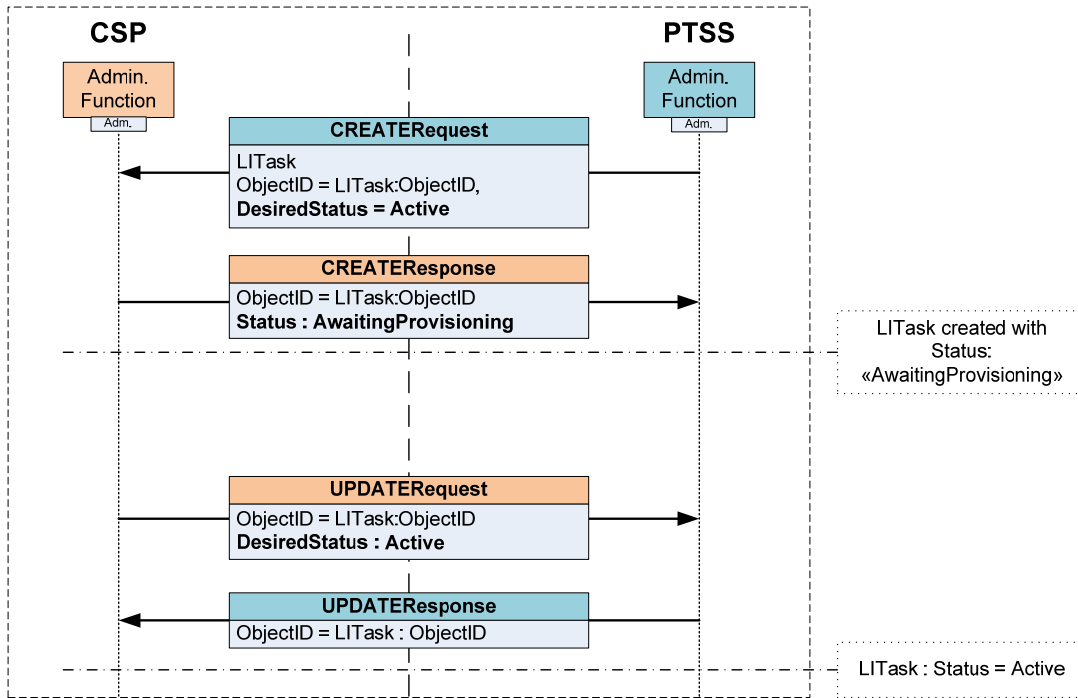 CSP
PTSS
Admin.
Function
Adm.
Admin.
Function
Adm.
CREATERequest
LITask
ObjectID = LITask:ObjectID,
DesiredStatus = Active
CREATEResponse
ObjectID = LITask:ObjectID
Status : AwaitingProvisioning
LITask created with
Status:
«AwaitingProvisioning»
UPDATERequest
ObjectID = LITask:ObjectID
DesiredStatus : Active
UPDATEResponse
ObjectID = LITask : ObjectID
LITask : Status = Active